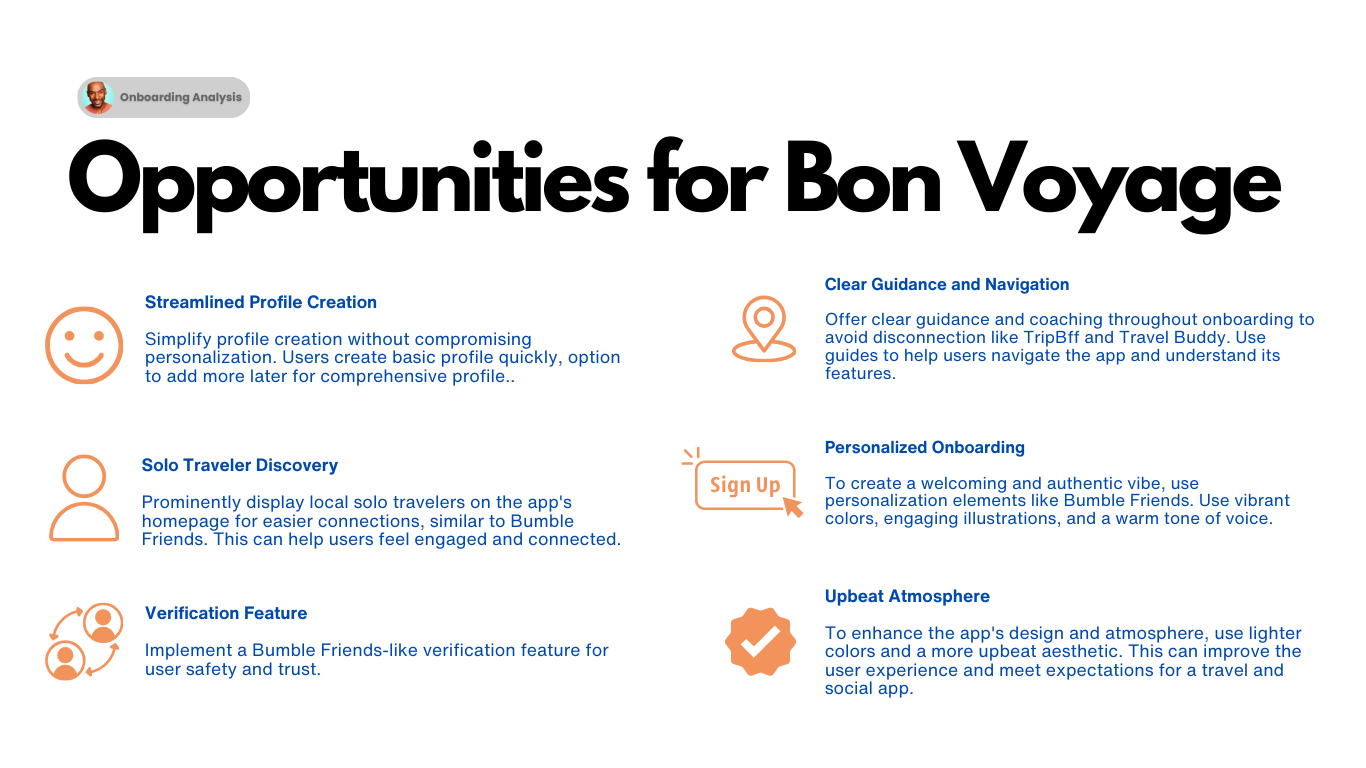 Onboarding Analysis
Opportunities for Bon Voyage
Streamlined Profile Creation
Simplify profile creation without compromising
personalization. Users create basic profile quickly, option
to add more later for comprehensive profile..
Solo Traveler Discovery
Prominently display local solo travelers on the app's
homepage for easier connections, similar to Bumble
Friends. This can help users feel engaged and connected.
Verification Feature
Implement a Bumble Friends-like verification feature for
user safety and trust.
Clear Guidance and Navigation
Offer clear guidance and coaching throughout onboarding to
avoid disconnection like TripBff and Travel Buddy. Use
guides to help users navigate the app and understand its
features.
Sign Up
Personalized Onboarding
To create a welcoming and authentic vibe, use
personalization elements like Bumble Friends. Use vibrant
colors, engaging illustrations, and a warm tone of voice.
Upbeat Atmosphere
To enhance the app's design and atmosphere, use lighter
colors and a more upbeat aesthetic. This can improve the
user experience and meet expectations for a travel and
social app.